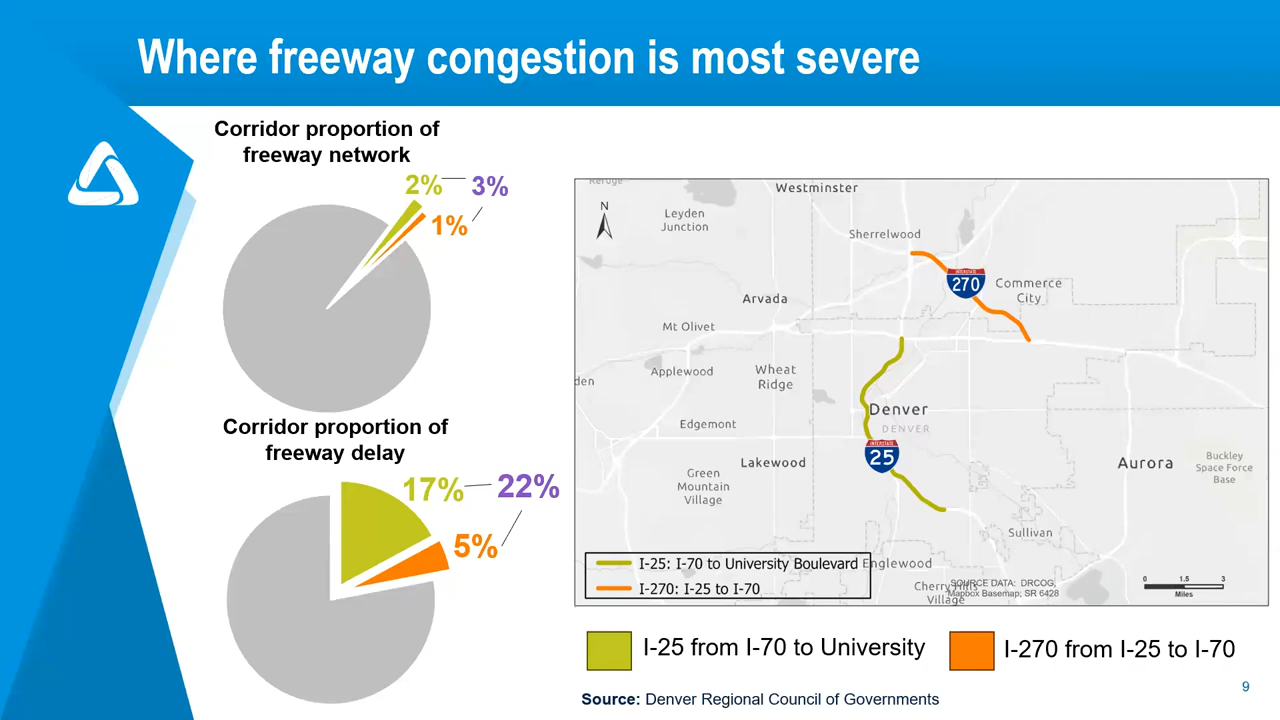 Where freeway congestion is most severe
Corridor proportion of
freeway network
2%
3%
1%
Corridor proportion of
freeway delay
17%
22%
5%
Refuge
Westminster
N
Leyden
Junction
Sherrelwood
INTERSTATE
270
Commerce
City
Arvada
Mt Olivet
Applewood
Wheat
Ridge
den
Denver
DENVER
Edgemont
INTERSTATE
25
Lakewood
Green
Mountain
Village
Aurora
Buckley
Space Force
Base
Sullivan
Englewood
Cherry Hills
Village
I-25: I-70 to University Boulevard
I-270: I-25 to I-70
SOURCE DATA: DRCOG,
Mapbox Basemap; SR 6428
0 1.5 3
Miles
I-25 from I-70 to University
I-270 from I-25 to I-70
Source: Denver Regional Council of Governments
9